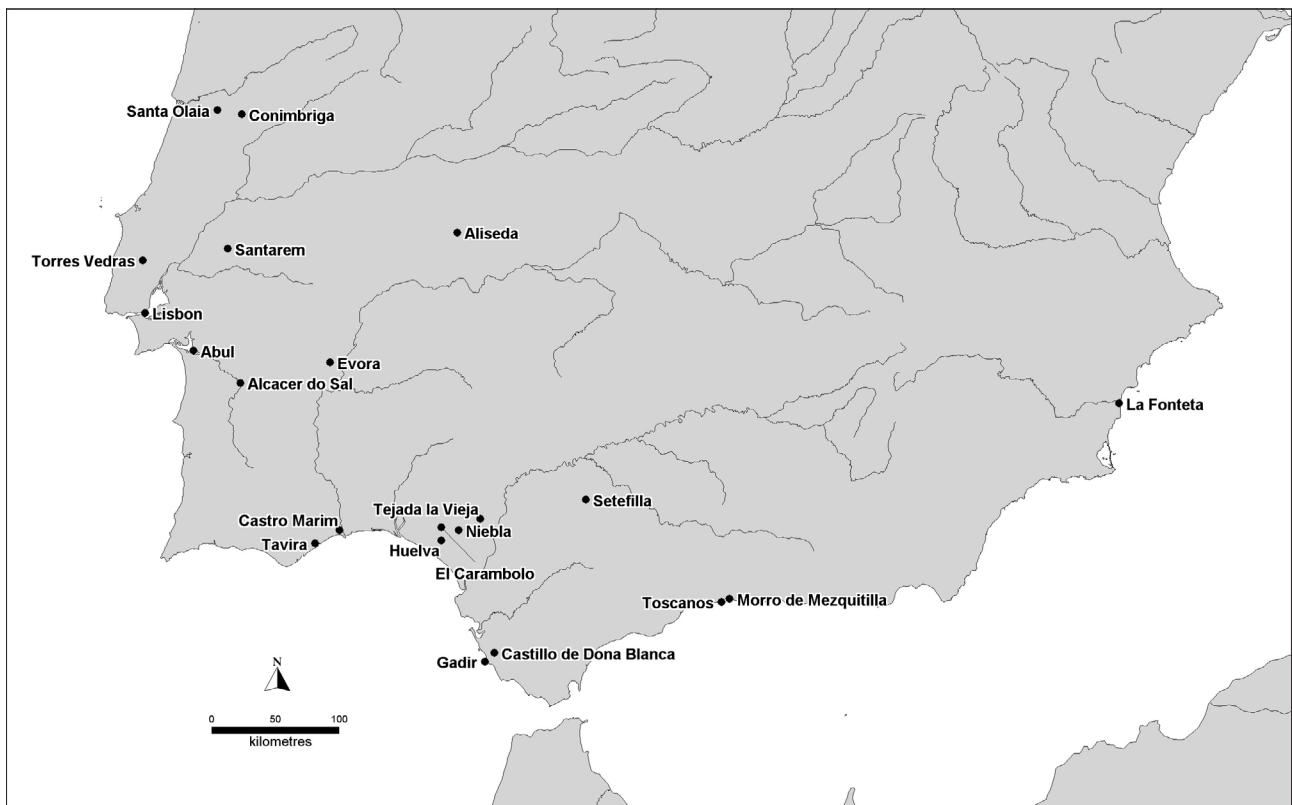 Santa Olaia
Conimbriga
Aliseda
Santarem
Torres Vedras
Lisbon
Abul
Evora
Alcacer do Sal
La Fonteta
Setefilla
Tejada la Vieja
Castro Marim
Niebla
Tavira
Huelva
El Carambolo
Toscanos
Morro de Mezquitilla
Castillo de Dona Blanca
Gadir
N
0 50 100
kilometres